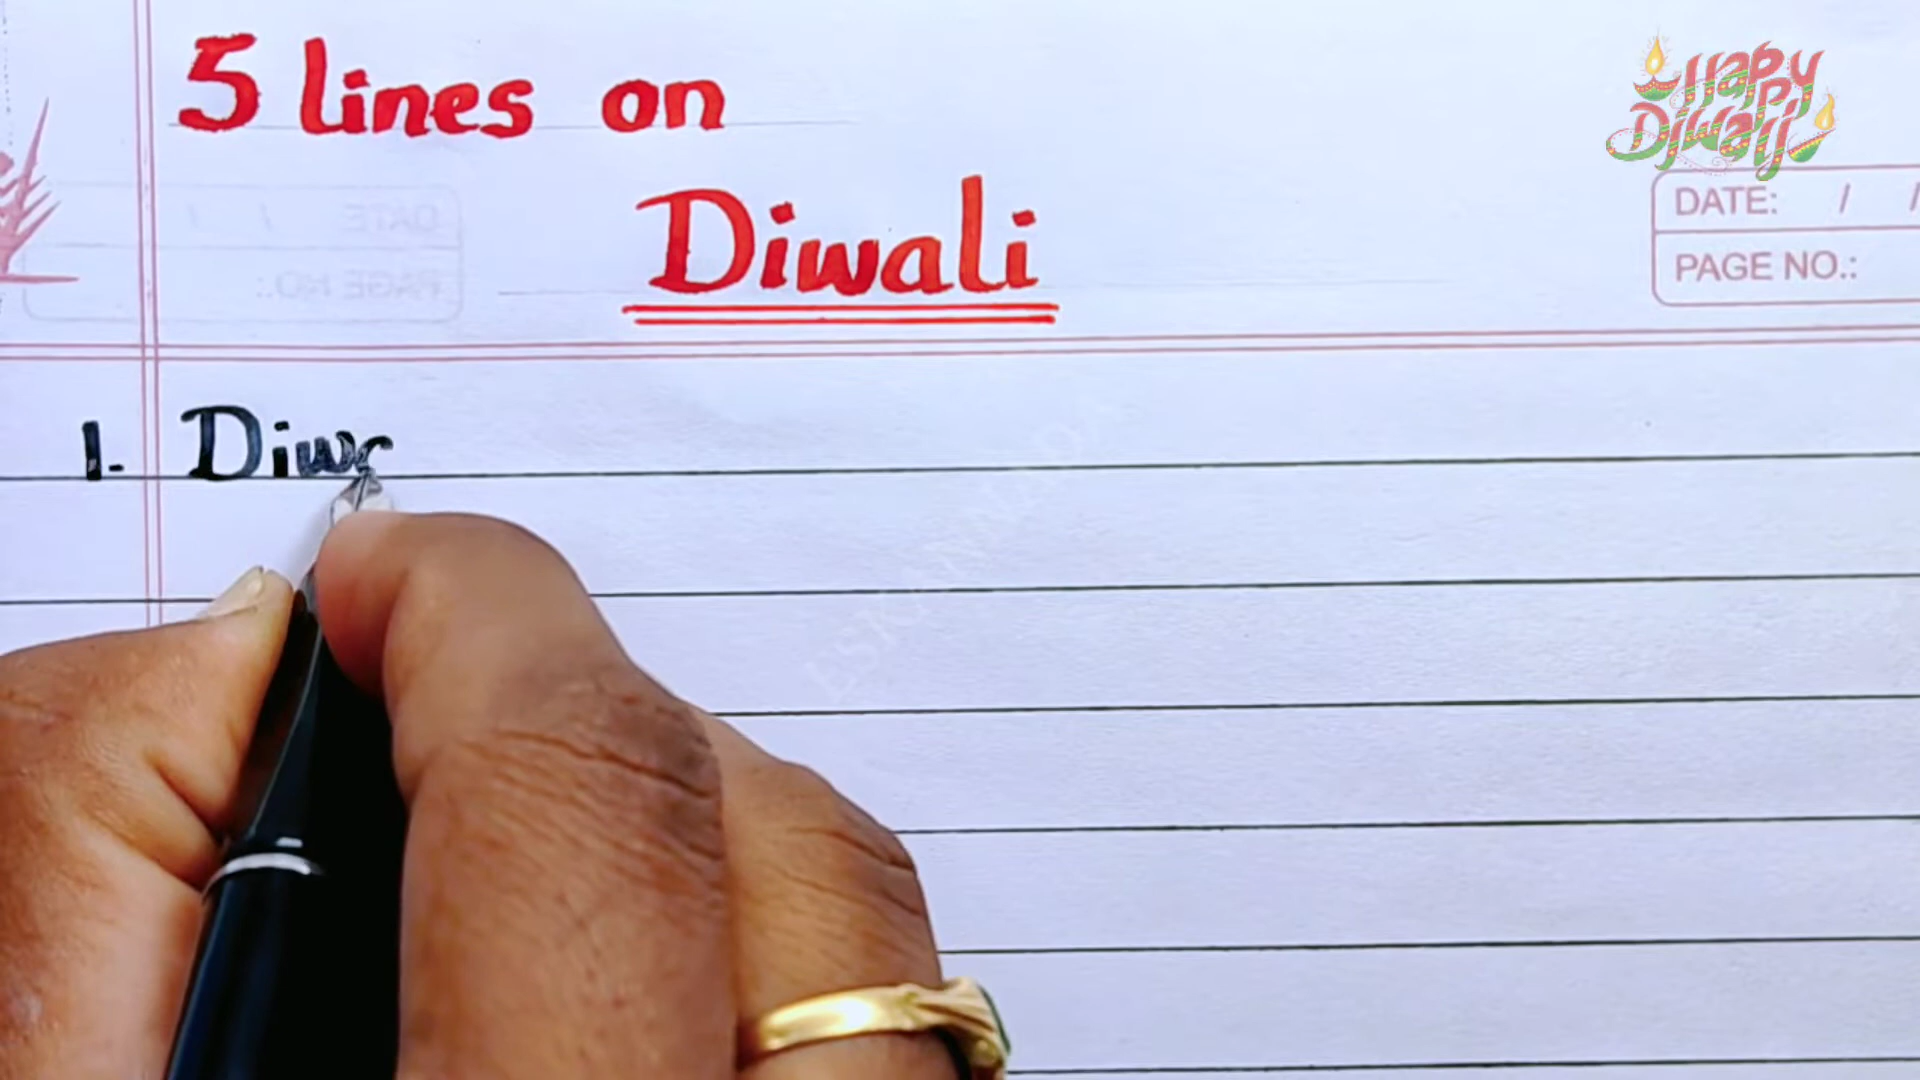 5 lines on
Happy
Diwali
DATE: / /
Diwali
PAGE NO.:
1. Diw